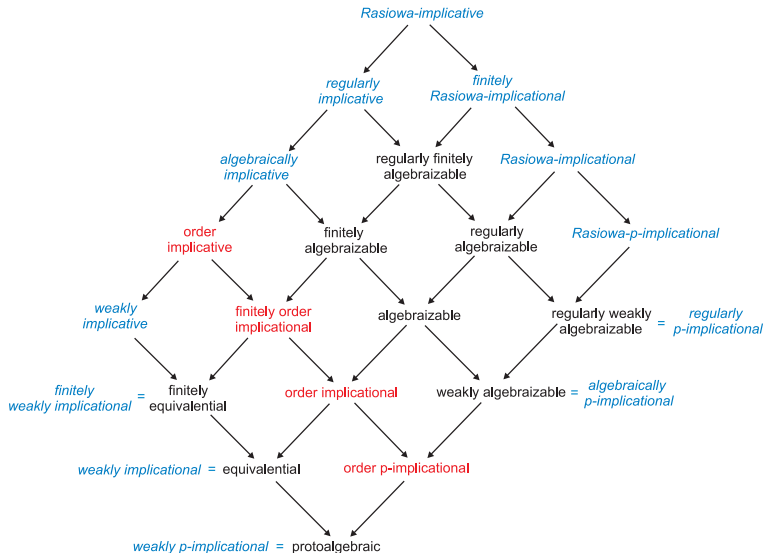 Rasiowa-implicative
regularly
implicative
finitely
Rasiowa-implicational
algebraically
implicative
regularly finitely
algebraizable
Rasiowa-implicational
order
implicative
finitely
algebraizable
regularly
algebraizable
Rasiowa-p-implicational
weakly
implicative
finitely order
implicational
algebraizable
regularly weakly
algebraizable
= regularly
p-implicational
finitely
weakly implicational =
finitely
equivalential
order implicational
weakly algebraizable = algebraically
p-implicational
weakly implicational = equivalential
order p-implicational
weakly p-implicational = protoalgebraic